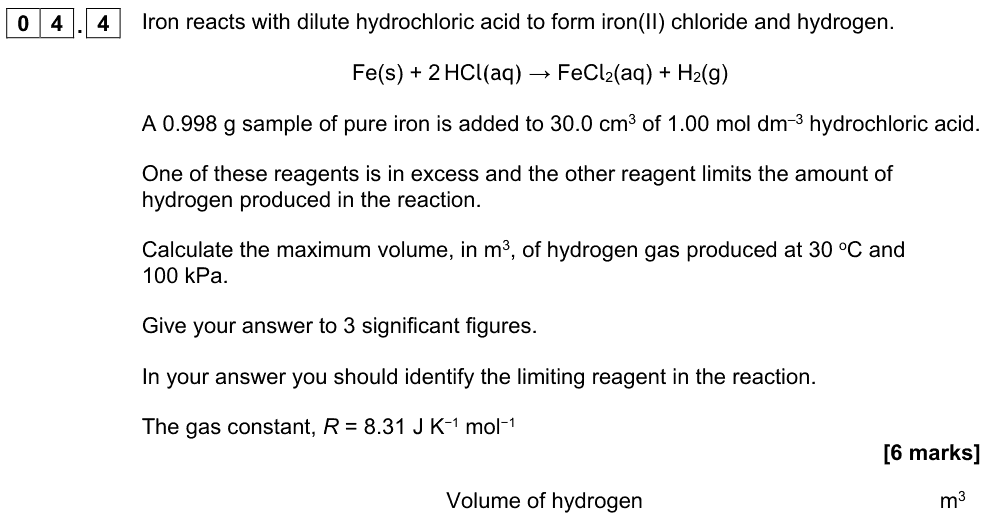 04.4 Iron reacts with dilute hydrochloric acid to form iron(II) chloride and hydrogen.
Fe(s) + 2 HCl(aq) → FeCl₂(aq) + H₂(g)
A 0.998 g sample of pure iron is added to 30.0 cm³ of 1.00 mol dm⁻³ hydrochloric acid.
One of these reagents is in excess and the other reagent limits the amount of
hydrogen produced in the reaction.
Calculate the maximum volume, in m³, of hydrogen gas produced at 30 ºC and
100 kPa.
Give your answer to 3 significant figures.
In your answer you should identify the limiting reagent in the reaction.
The gas constant, R = 8.31 J K⁻¹ mol⁻¹
[6 marks]
Volume of hydrogen m³